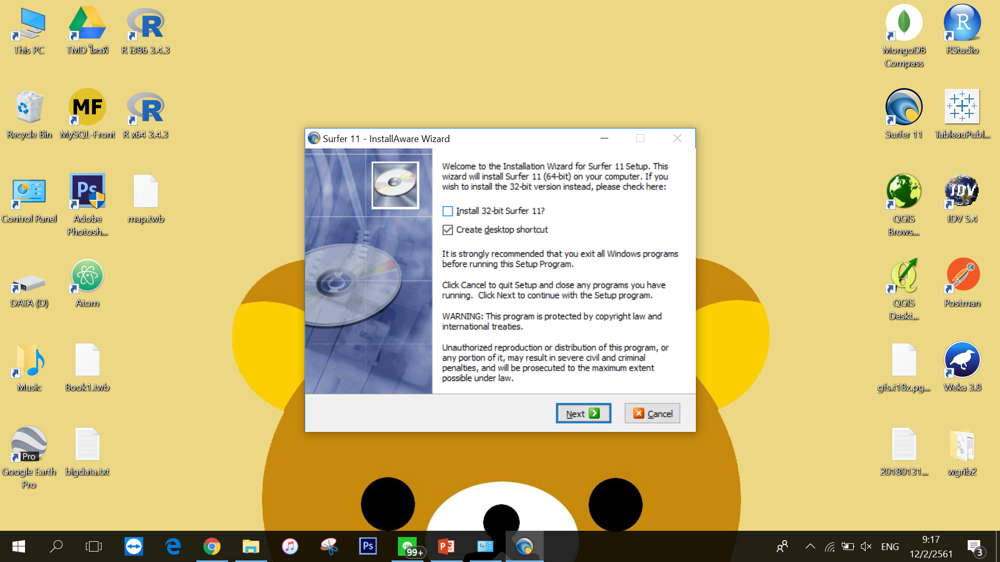 This PC
TMD ไดรฟ์
R i386 3.4.3
MongoDB
Compass
RStudio
Recycle Bin
MF
MySQL-Front
R x64 3.4.3
Surfer 11
TableauPubl...
Control Panel
Ps
Adobe
Photosh...
map.twb
QGIS
Brows...
IDV
IDV 5.4
DATA (D)
Atom
QGIS
Deskt...
Postman
Music
Book1.twb
gfs.t18z.pg...
Weka 3.8
Pro
Google Earth
Pro
bigdata.txt
20180131...
wgrib2
Surfer 11 - InstallAware Wizard
Welcome to the Installation Wizard for Surfer 11 Setup. This
wizard will install Surfer 11 (64-bit) on your computer. If you
wish to install the 32-bit version instead, please check here:
Install 32-bit Surfer 11?
Create desktop shortcut
It is strongly recommended that you exit all Windows programs
before running this Setup Program.
Click Cancel to quit Setup and close any programs you have
running.  Click Next to continue with the Setup program.
WARNING: This program is protected by copyright law and
international treaties.
Unauthorized reproduction or distribution of this program, or
any portion of it, may result in severe civil and criminal
penalties, and will be prosecuted to the maximum extent
possible under law.
Next
Cancel
Ps
99+
ENG
9:17
12/2/2561
3